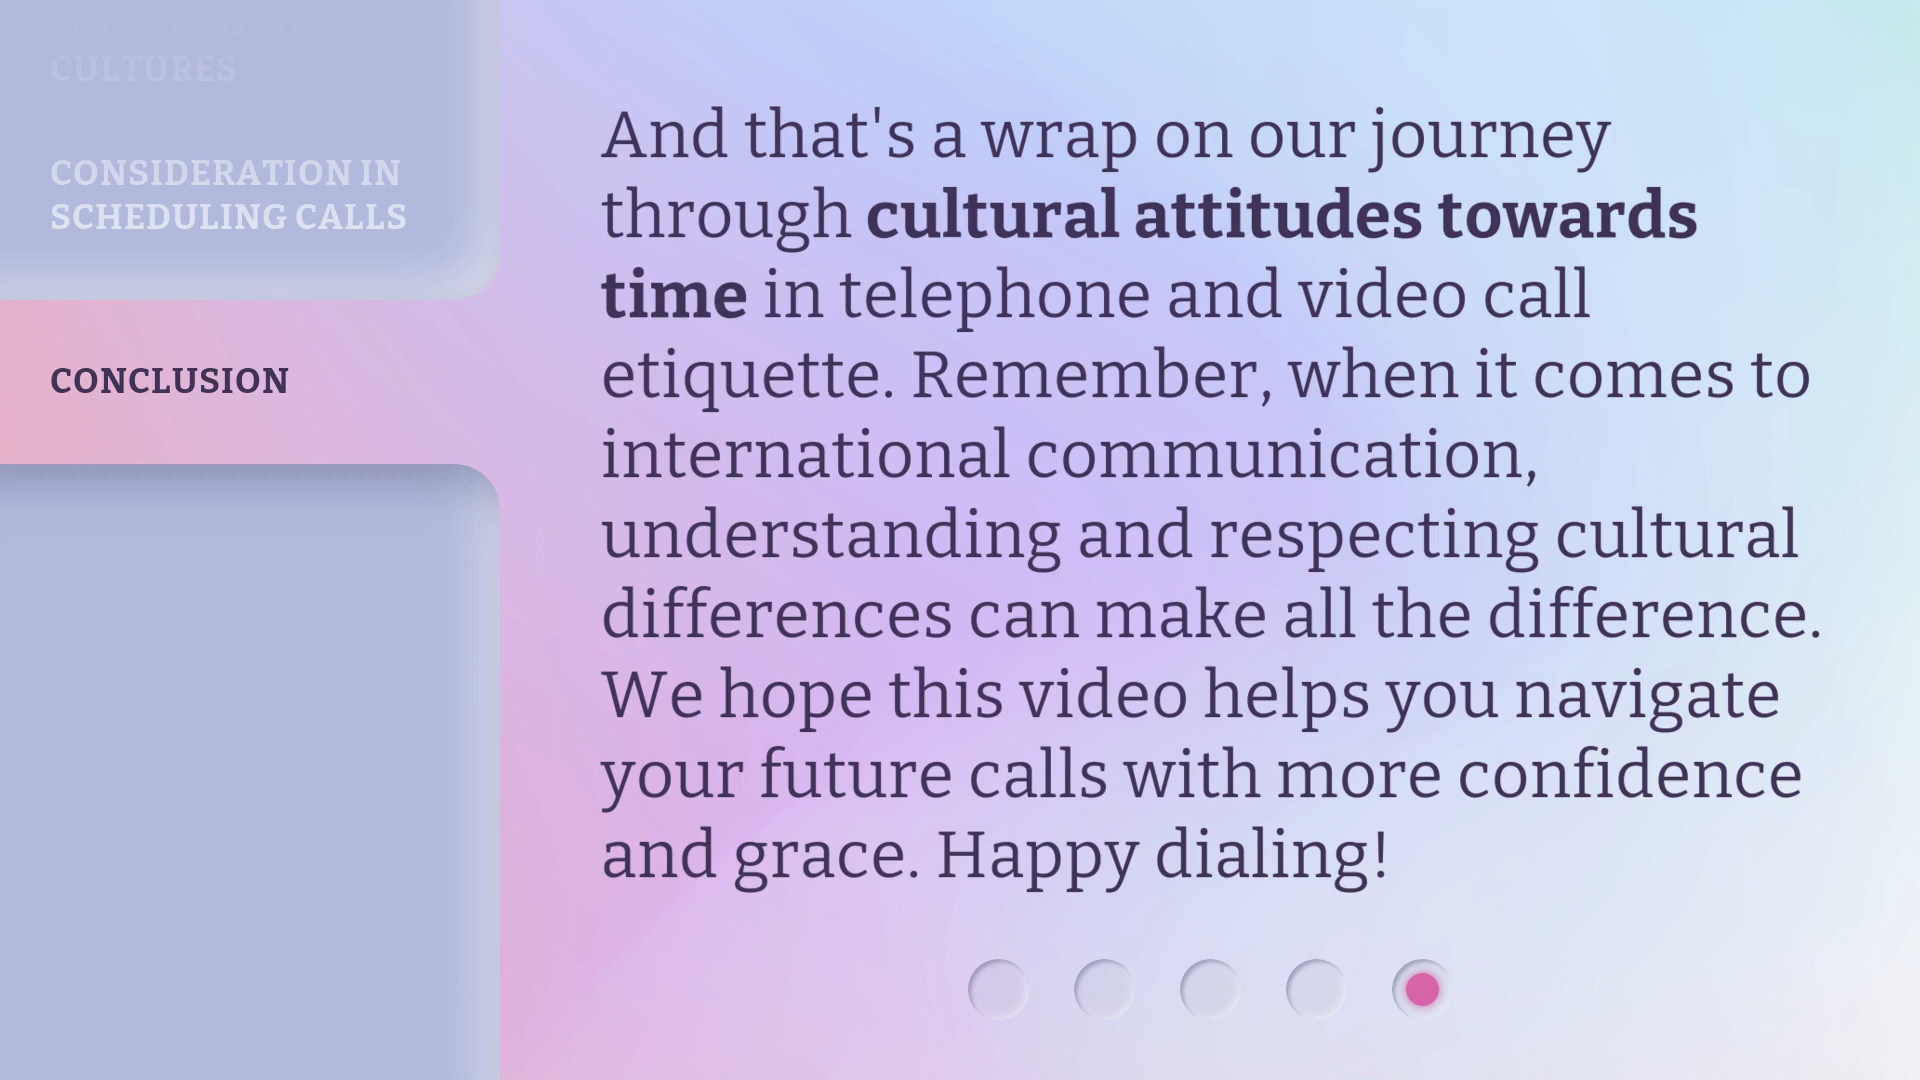 POLYCHRONIC
CULTURES
CONSIDERATION IN
SCHEDULING CALLS
CONCLUSION
And that's a wrap on our journey
through cultural attitudes towards
time in telephone and video call
etiquette. Remember, when it comes to
international communication,
understanding and respecting cultural
differences can make all the difference.
We hope this video helps you navigate
your future calls with more confidence
and grace. Happy dialing!